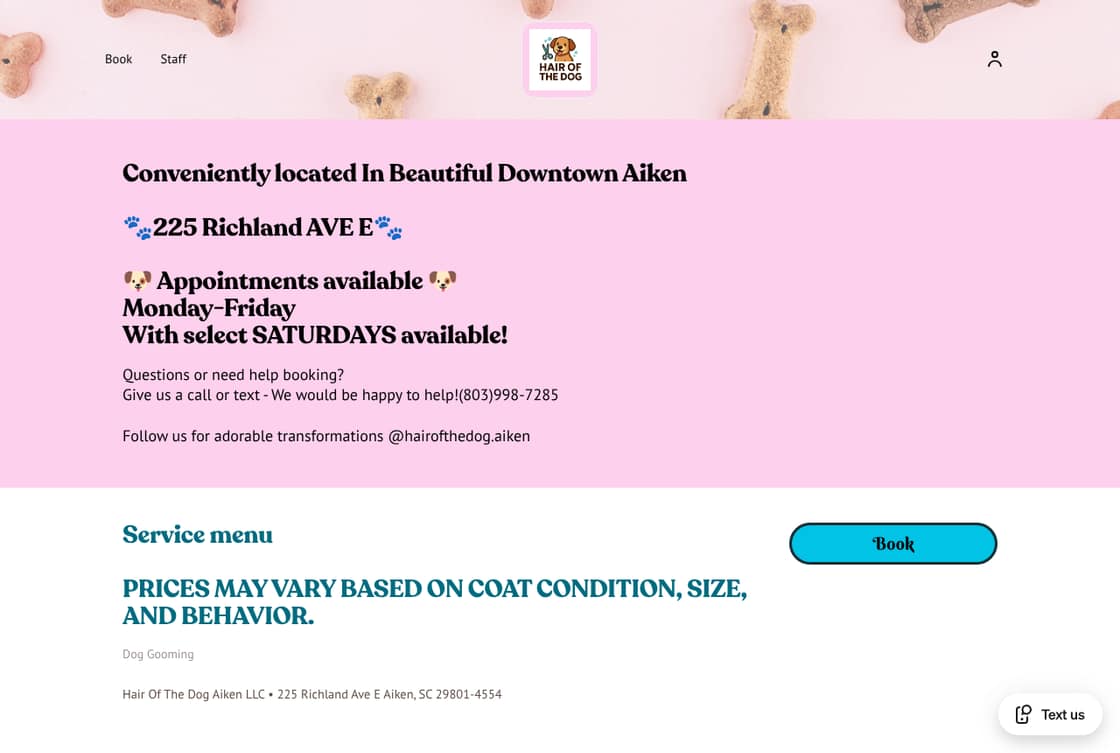 Book
Staff
HAIR OF
THE DOG
Conveniently located In Beautiful Downtown Aiken
🐾225 Richland AVE E🐾
🐶 Appointments available 🐶
Monday-Friday
With select SATURDAYS available!
Questions or need help booking?
Give us a call or text - We would be happy to help!(803)998-7285
Follow us for adorable transformations @hairofthedog.aiken
Service menu
Book
PRICES MAY VARY BASED ON COAT CONDITION, SIZE,
AND BEHAVIOR.
Dog Gooming
Hair Of The Dog Aiken LLC • 225 Richland Ave E Aiken, SC 29801-4554
Text us